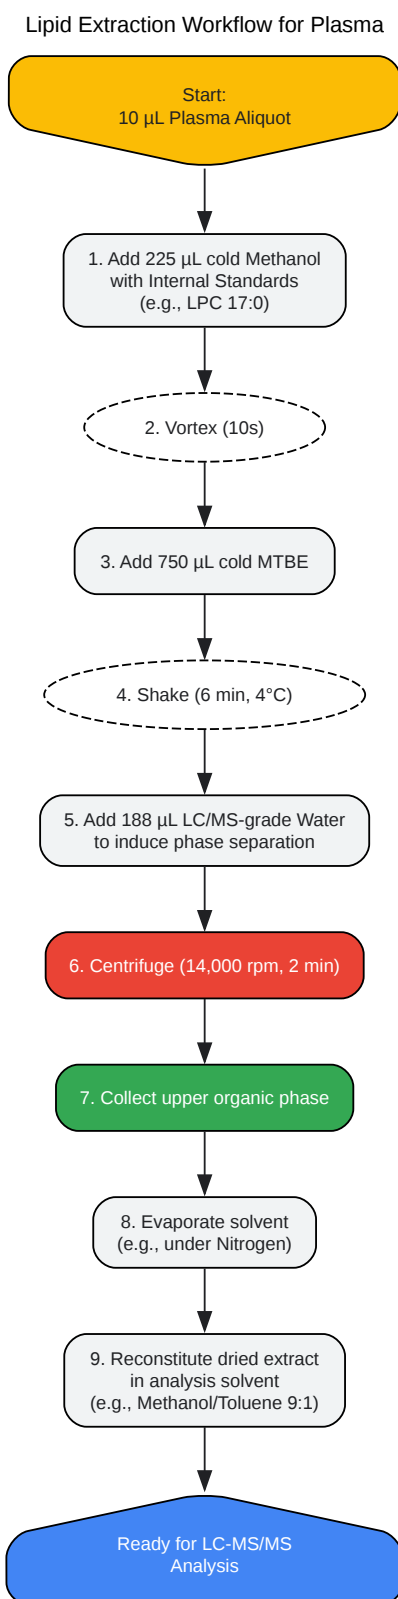 Lipid Extraction Workflow for Plasma
Start:
10 µL Plasma Aliquot
1. Add 225 µL cold Methanol
with Internal Standards
(e.g., LPC 17:0)
2. Vortex (10s)
3. Add 750 µL cold MTBE
4. Shake (6 min, 4°C)
5. Add 188 µL LC/MS-grade Water
to induce phase separation
6. Centrifuge (14,000 rpm, 2 min)
7. Collect upper organic phase
8. Evaporate solvent
(e.g., under Nitrogen)
9. Reconstitute dried extract
in analysis solvent
(e.g., Methanol/Toluene 9:1)
Ready for LC-MS/MS
Analysis